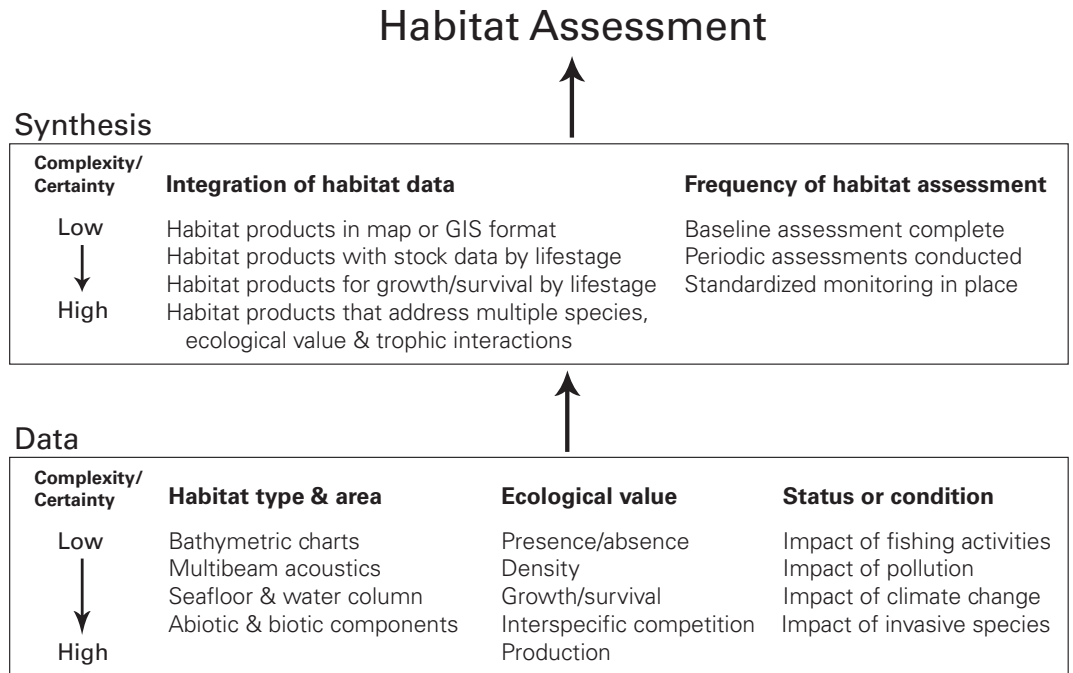 Habitat Assessment
Synthesis
Complexity/
Certainty
Low
High
Integration of habitat data
Habitat products in map or GIS format
Habitat products with stock data by lifestage
Habitat products for growth/survival by lifestage
Habitat products that address multiple species,
ecological value & trophic interactions
Frequency of habitat assessment
Baseline assessment complete
Periodic assessments conducted
Standardized monitoring in place
Data
Complexity/
Certainty
Low
High
Habitat type & area
Bathymetric charts
Multibeam acoustics
Seafloor & water column
Abiotic & biotic components
Ecological value
Presence/absence
Density
Growth/survival
Interspecific competition
Production
Status or condition
Impact of fishing activities
Impact of pollution
Impact of climate change
Impact of invasive species